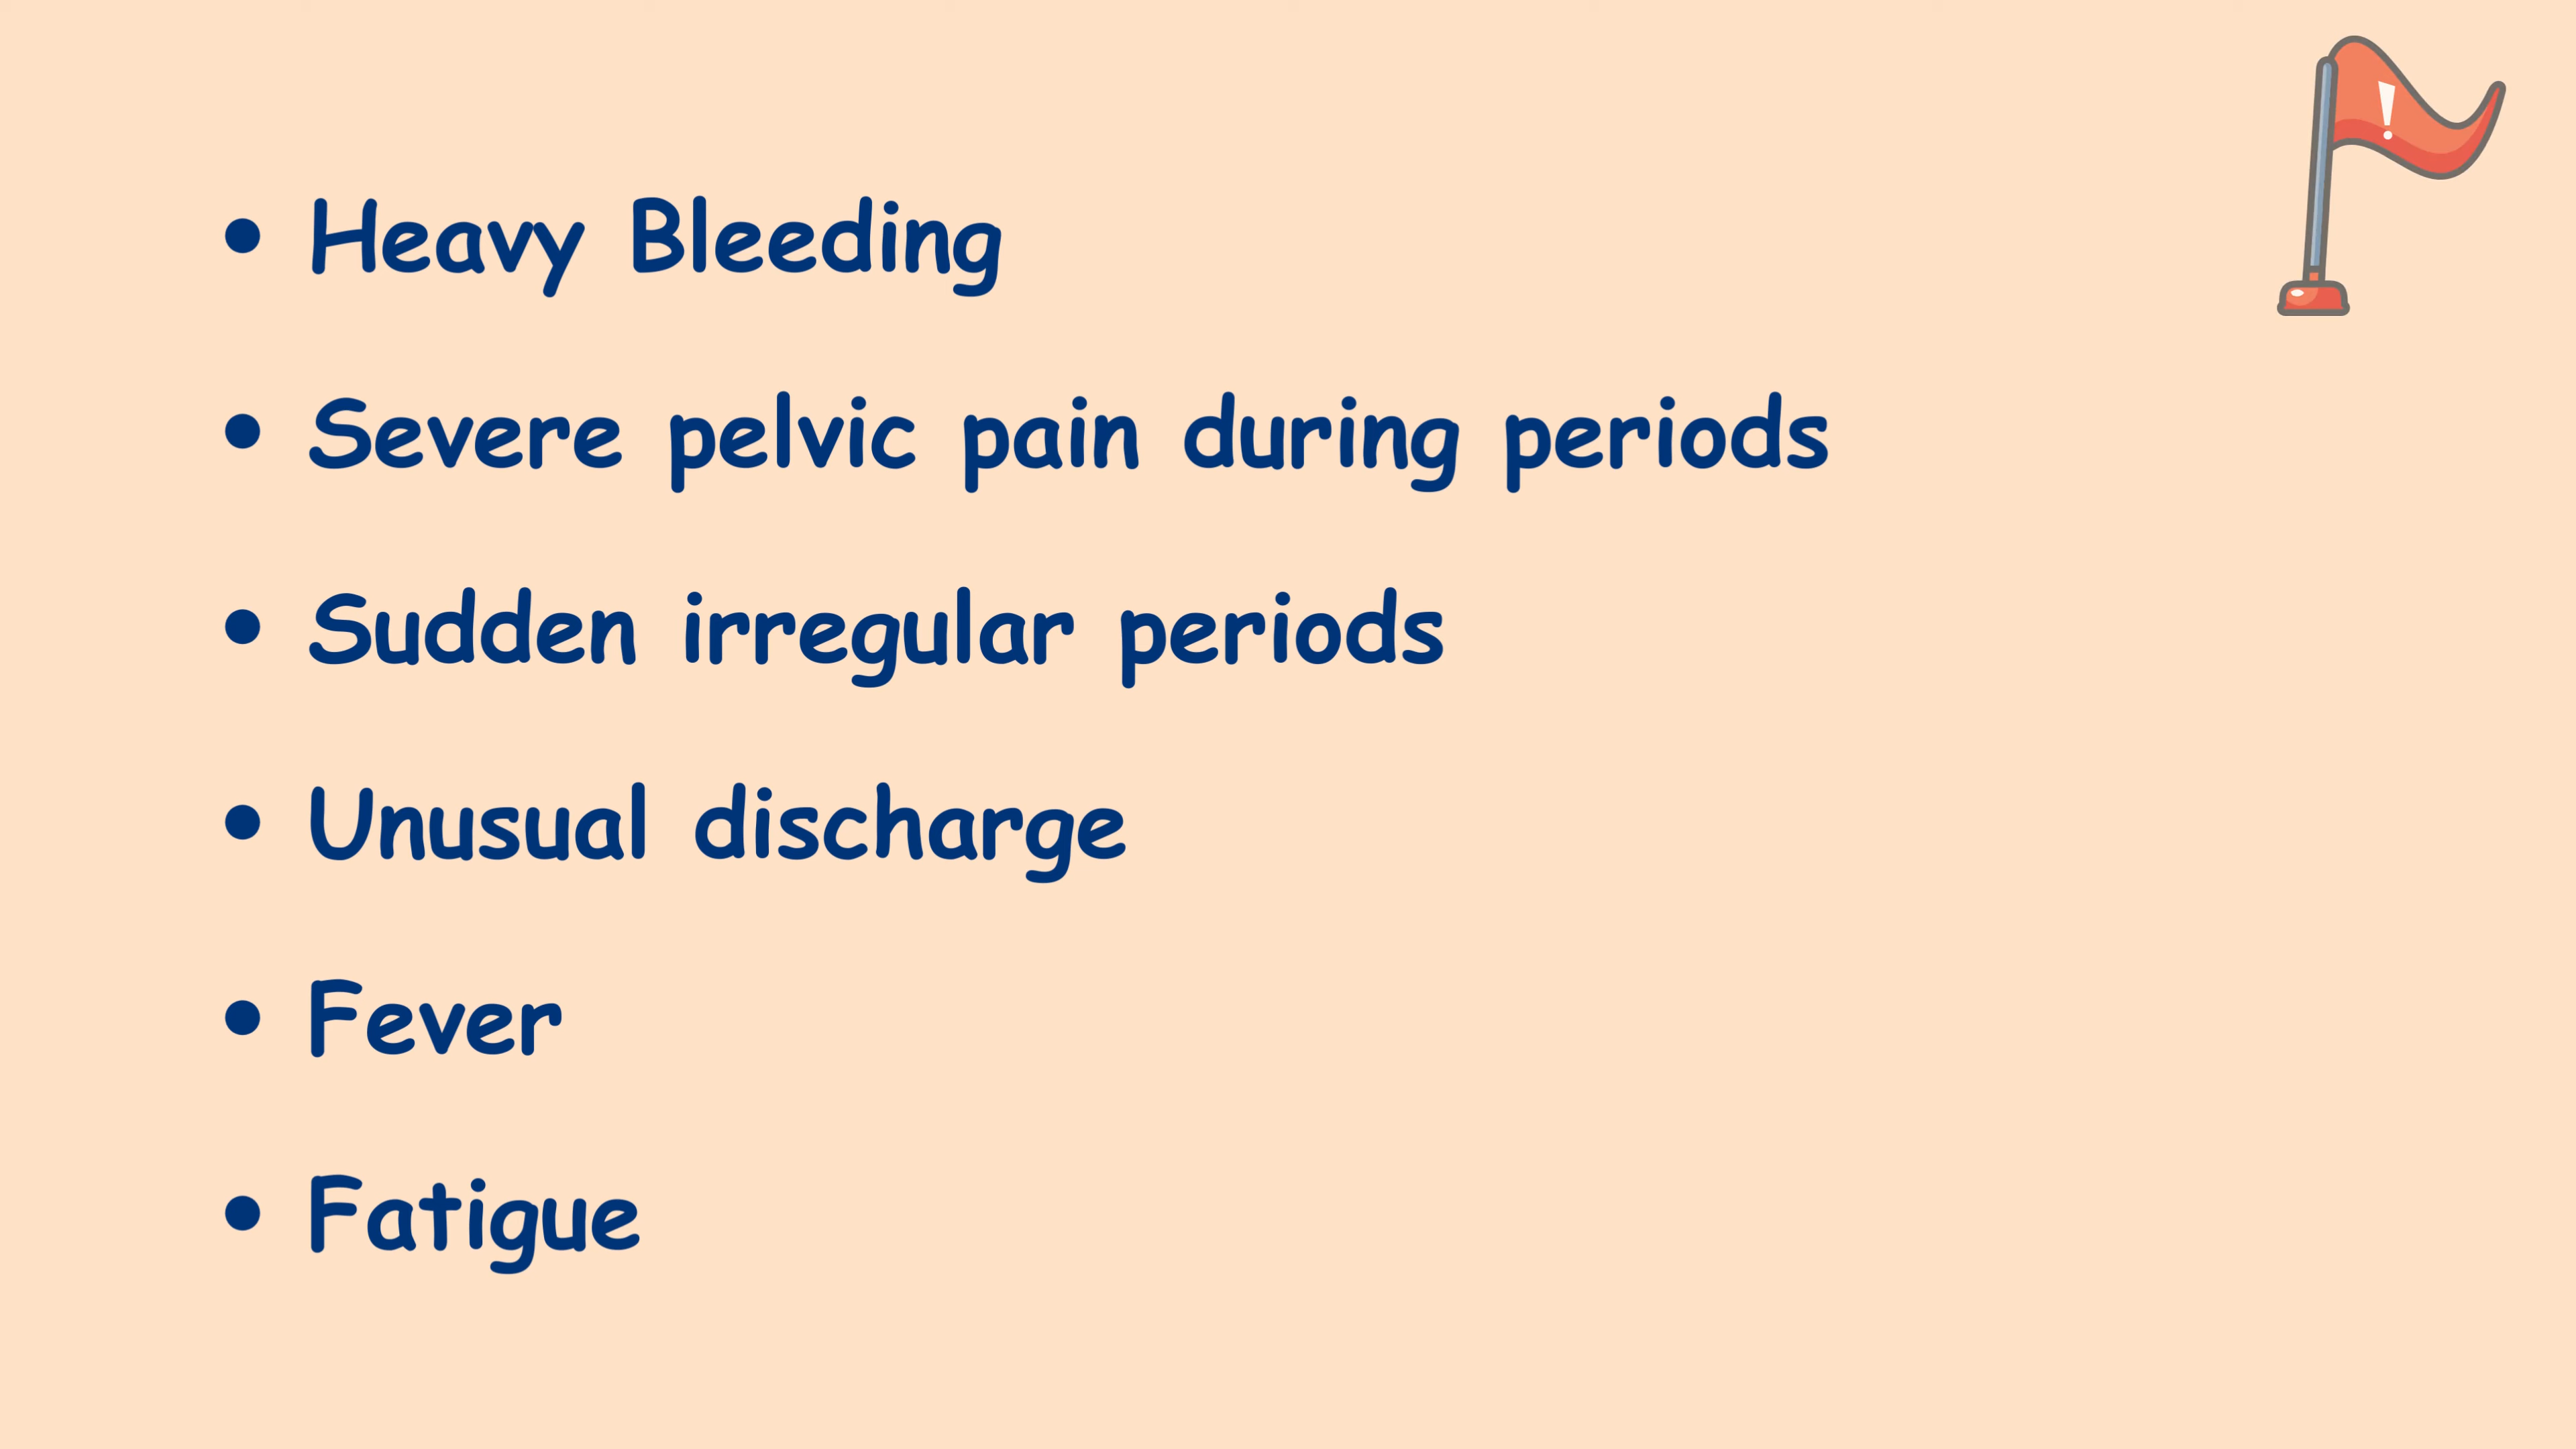 • Heavy Bleeding
• Severe pelvic pain during periods
• Sudden irregular periods
• Unusual discharge
• Fever
• Fatigue
!